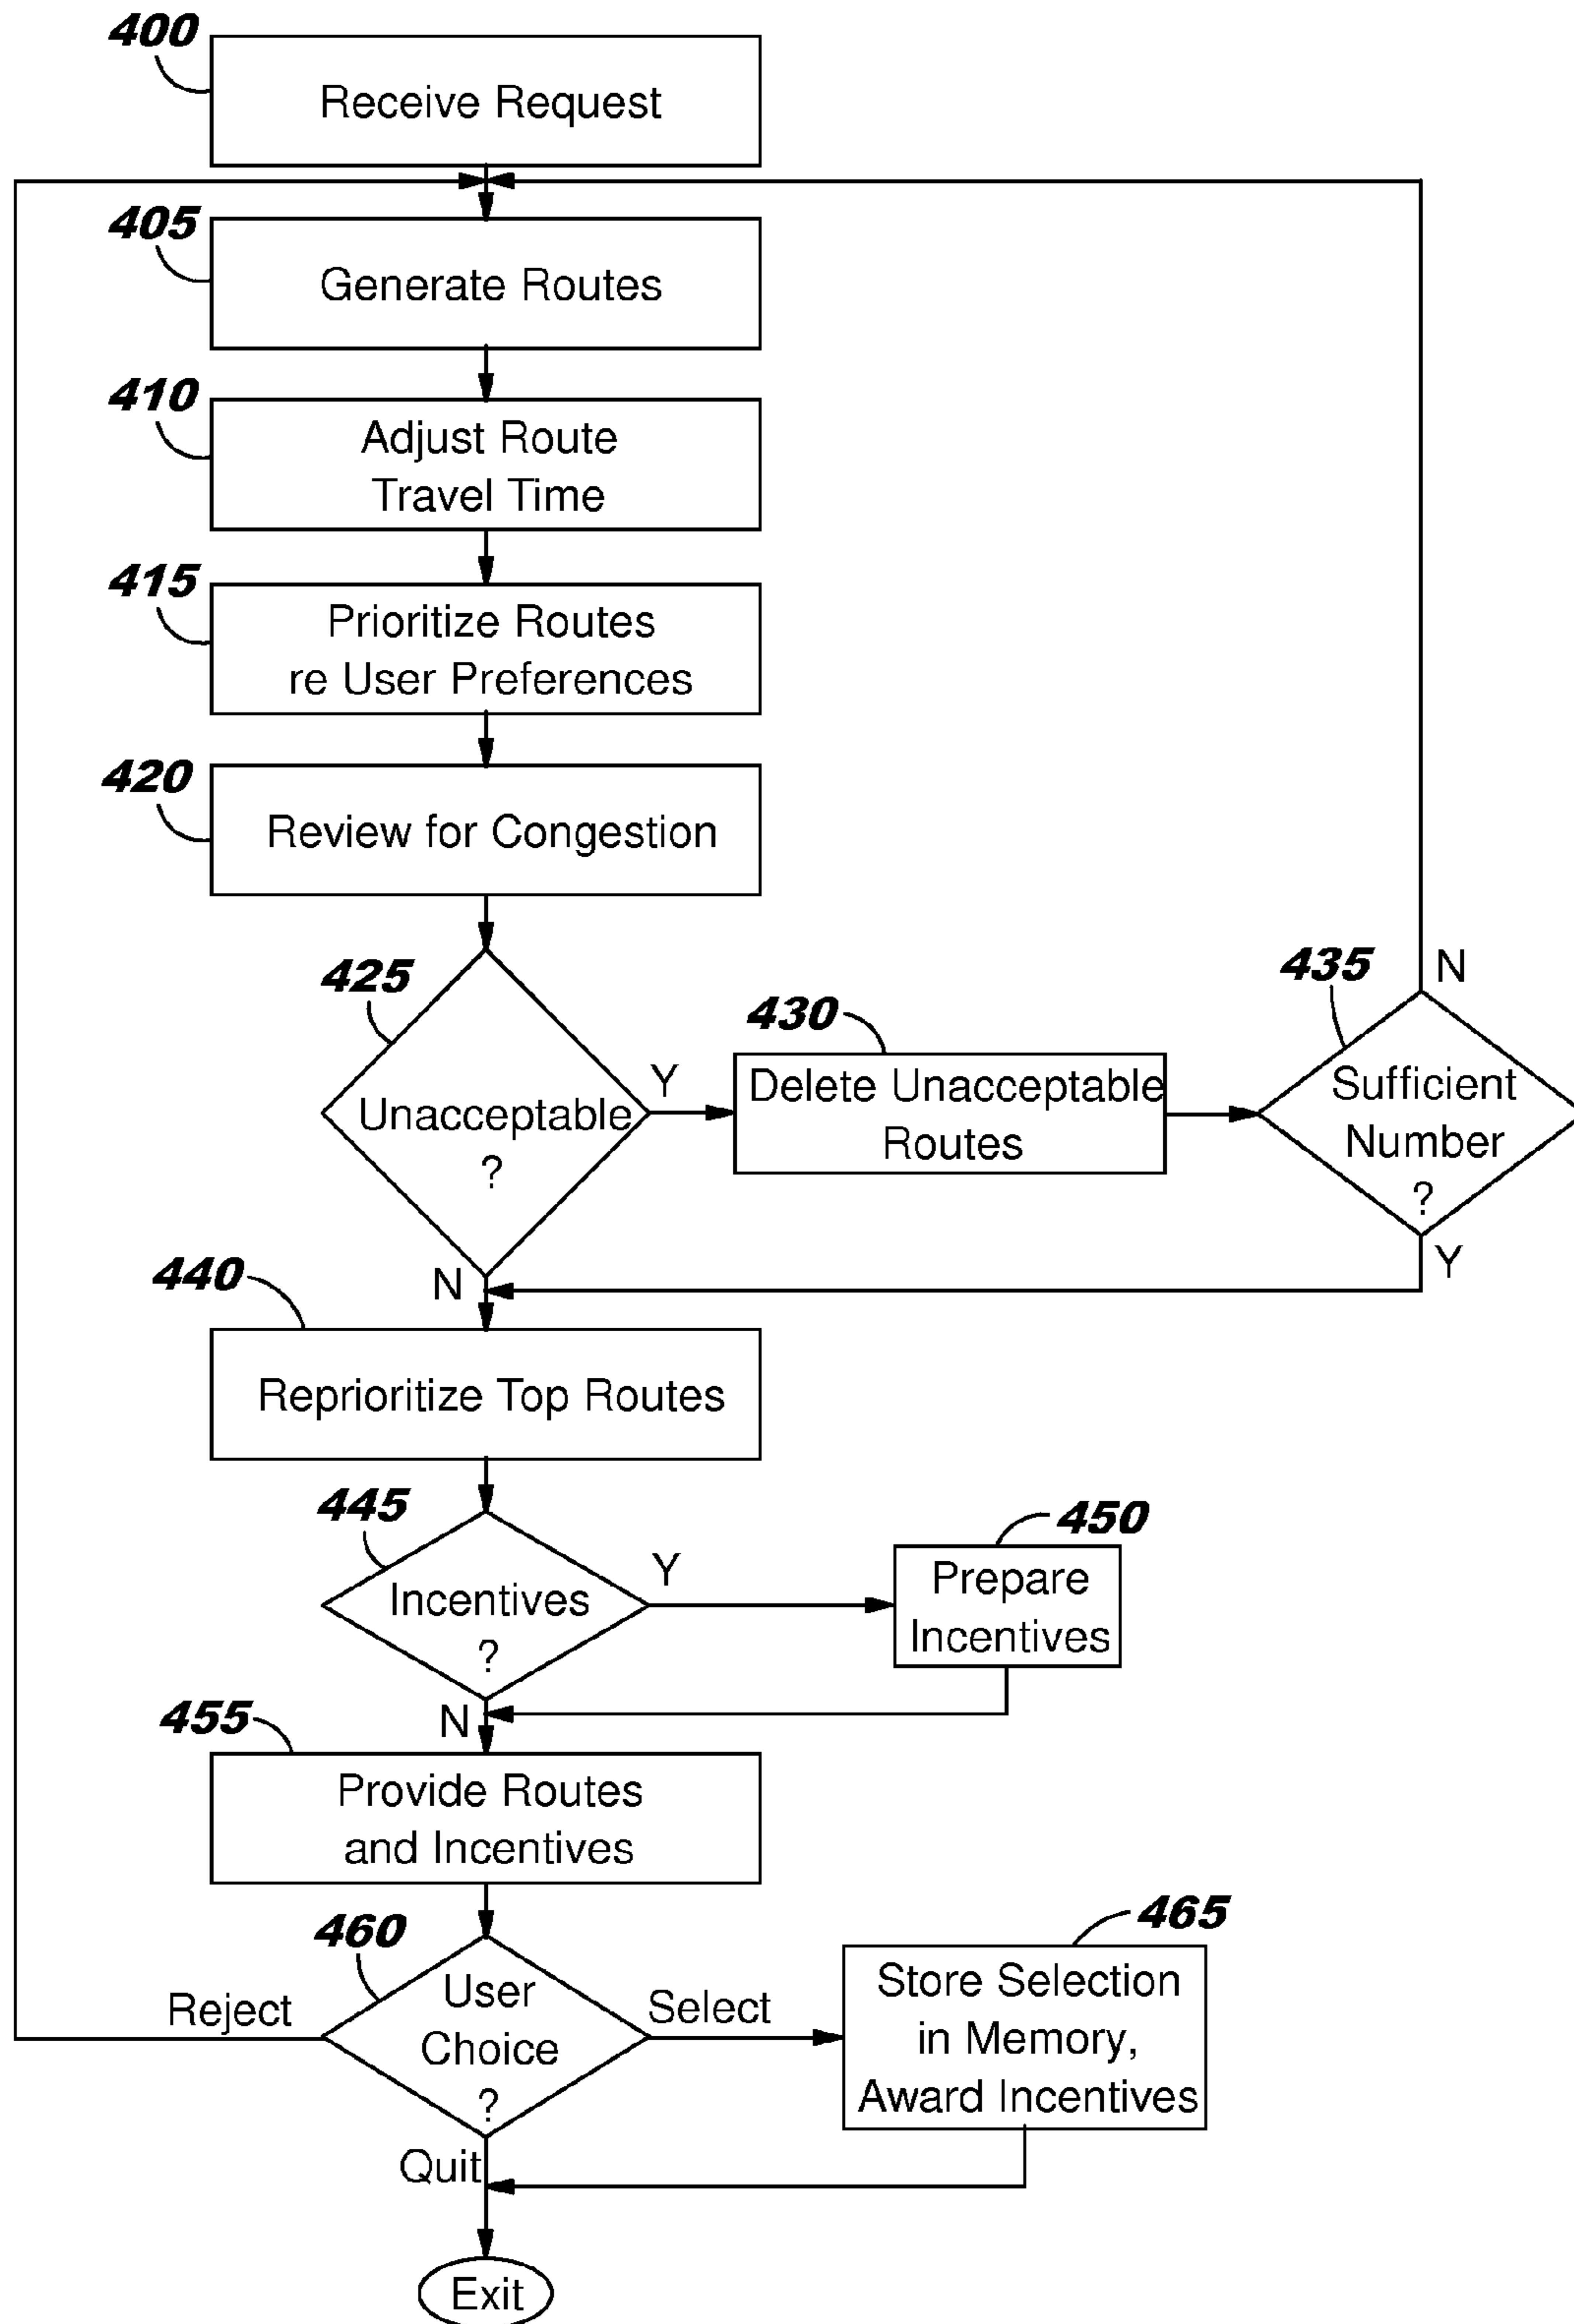 400
Receive Request
405
Generate Routes
410
Adjust Route
Travel Time
415
Prioritize Routes
re User Preferences
420
Review for Congestion
425
Unacceptable
?
Y
N
430
Delete Unacceptable
Routes
435
N
Sufficient
Number
?
Y
440
Reprioritize Top Routes
445
Incentives
?
Y
N
450
Prepare
Incentives
455
Provide Routes
and Incentives
460
User
Choice
?
Reject
Select
Quit
465
Store Selection
in Memory,
Award Incentives
Exit